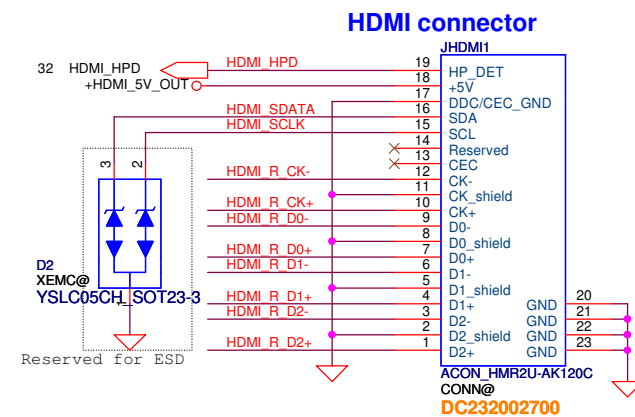 HDMI connector
JHDMI1
32 HDMI_HPD
HDMI_HPD 19 HP_DET
+HDMI_5V_OUT 18 +5V
17 DDC/CEC_GND
HDMI_SDATA 16 SDA
HDMI_SCLK 15 SCL
14 Reserved
13 CEC
3 2
HDMI_R_CK- 12 CK-
11 CK_shield
HDMI_R_CK+ 10 CK+
HDMI_R_D0- 9 D0-
8 D0_shield
HDMI_R_D0+ 7 D0+
HDMI_R_D1- 6 D1-
5 D1_shield
HDMI_R_D1+ 4 D1+ GND 20
HDMI_R_D2- 3 D2- GND 21
2 D2_shield GND 22
HDMI_R_D2+ 1 D2+ GND 23
D2
XEMC@
YSLC05CH_SOT23-3
Reserved for ESD
ACON_HMR2U-AK120C
CONN@
DC232002700